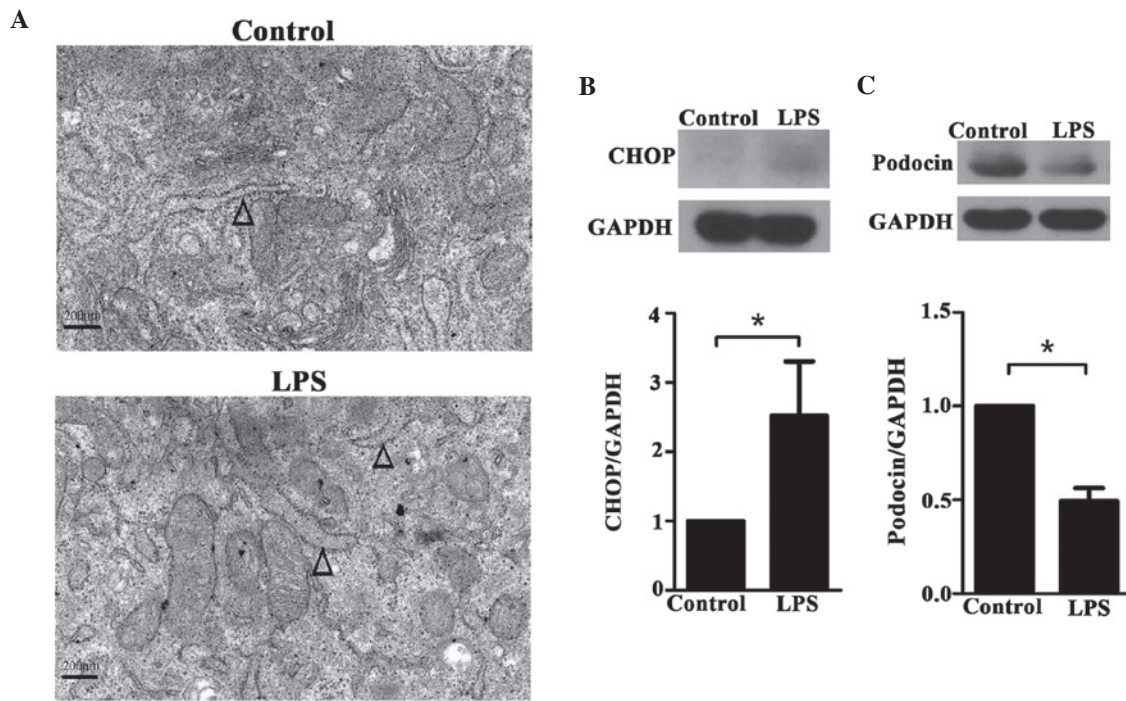 A
Control
200nm
LPS
200nm
B
Control LPS
CHOP
GAPDH
CHOP/GAPDH
4
3
2
1
0
*
Control LPS
C
Control LPS
Podocin
GAPDH
Podocin/GAPDH
1.5
1.0
0.5
0.0
*
Control LPS